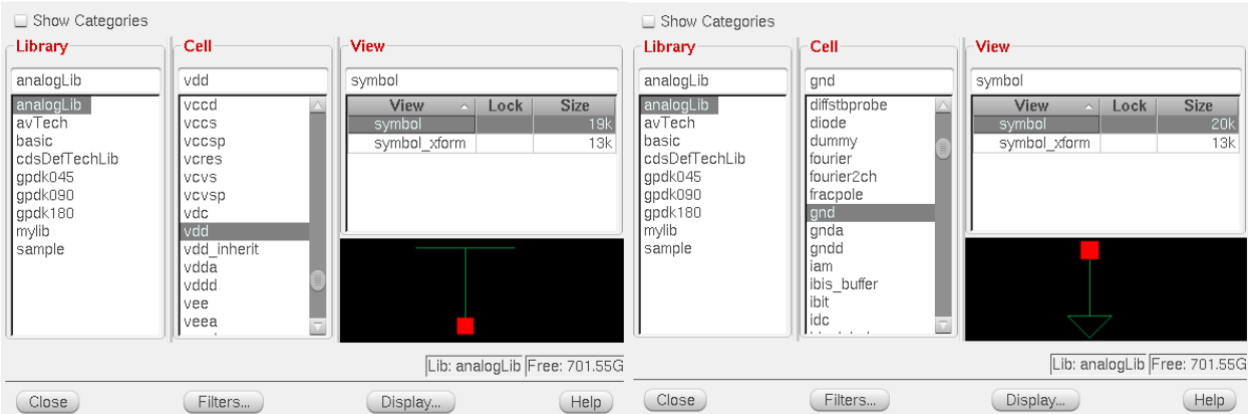 Show Categories
Library Cell View
analogLib vdd symbol
analogLib
avTech
basic
cdsDefTechLib
gpdk045
gpdk090
gpdk180
mylib
sample
vccd
vccs
vccsp
vcres
vcvs
vcvsp
vdc
vdd
vdd_inherit
vdda
vddd
vee
veea
View Lock Size
symbol 19k
symbol_xform 13k
Lib: analogLib Free: 701.55G
Close Filters... Display... Help
Show Categories
Library Cell View
analogLib gnd symbol
analogLib
avTech
basic
cdsDefTechLib
gpdk045
gpdk090
gpdk180
mylib
sample
diffstbprobe
diode
dummy
fourier
fourier2ch
fracpole
gnd
gnda
gndd
iam
ibis_buffer
ibit
idc
View Lock Size
symbol 20k
symbol_xform 13k
Lib: analogLib Free: 701.55G
Close Filters... Display... Help